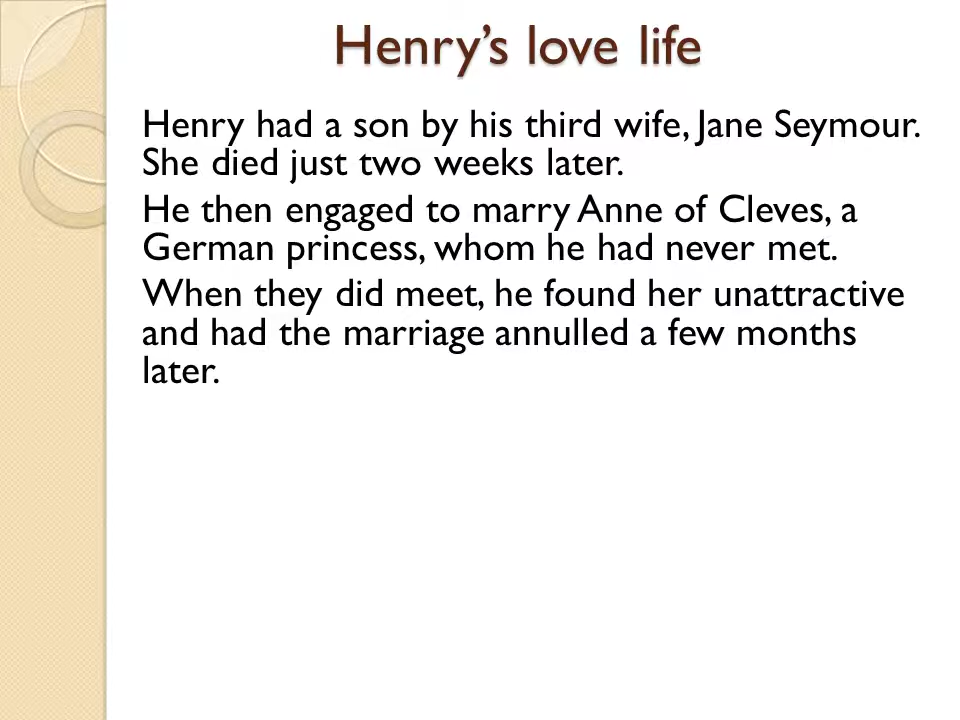 Henry’s love life
Henry had a son by his third wife, Jane Seymour.
She died just two weeks later.
He then engaged to marry Anne of Cleves, a
German princess, whom he had never met.
When they did meet, he found her unattractive
and had the marriage annulled a few months
later.